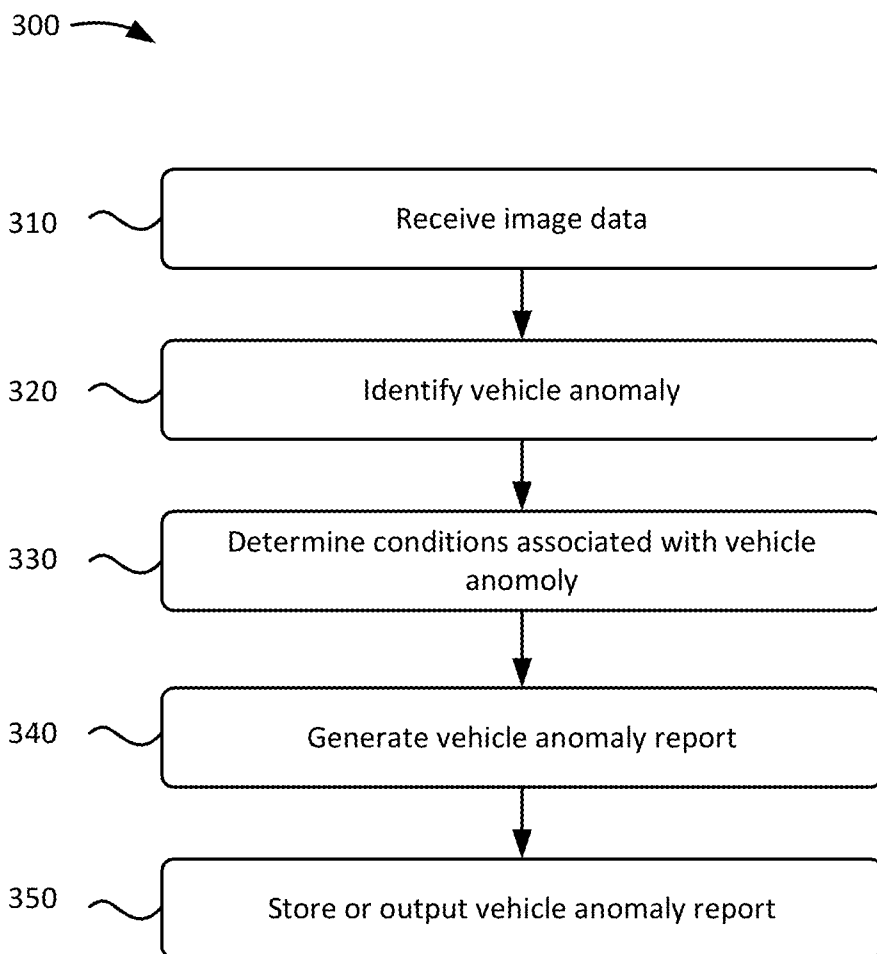 300
310
Receive image data
320
Identify vehicle anomaly
330
Determine conditions associated with vehicle
anomoly
340
Generate vehicle anomaly report
350
Store or output vehicle anomaly report